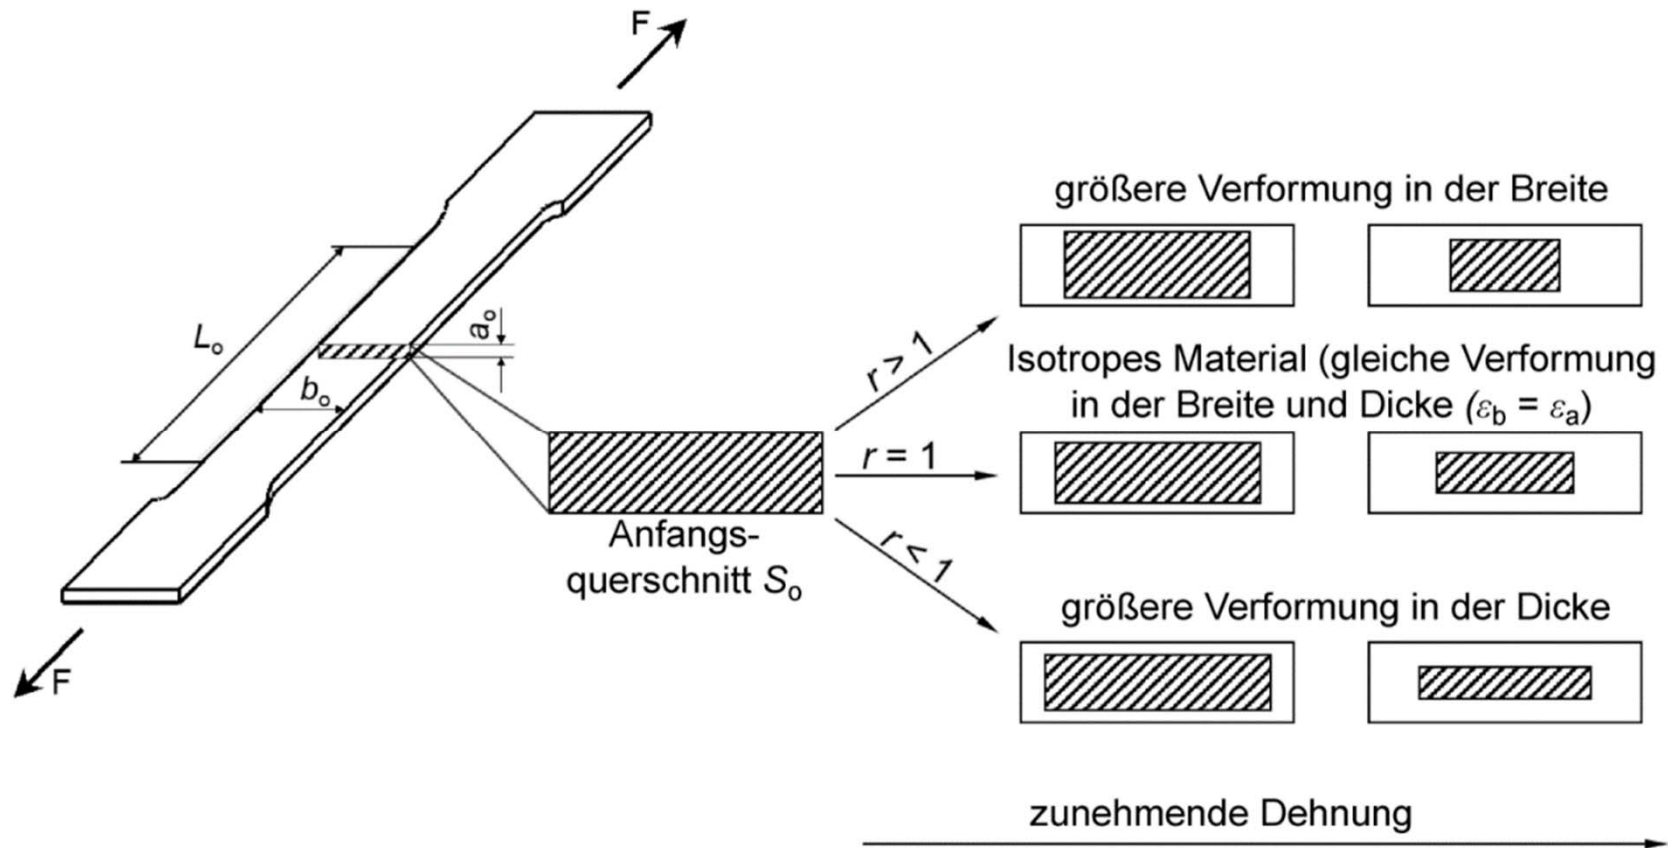 F
größere Verformung in der Breite
L₀
a₀
b₀
r > 1
Isotropes Material (gleiche Verformung
in der Breite und Dicke (εb = εa)
r = 1
Anfangs-
querschnitt S₀
r < 1
größere Verformung in der Dicke
F
zunehmende Dehnung